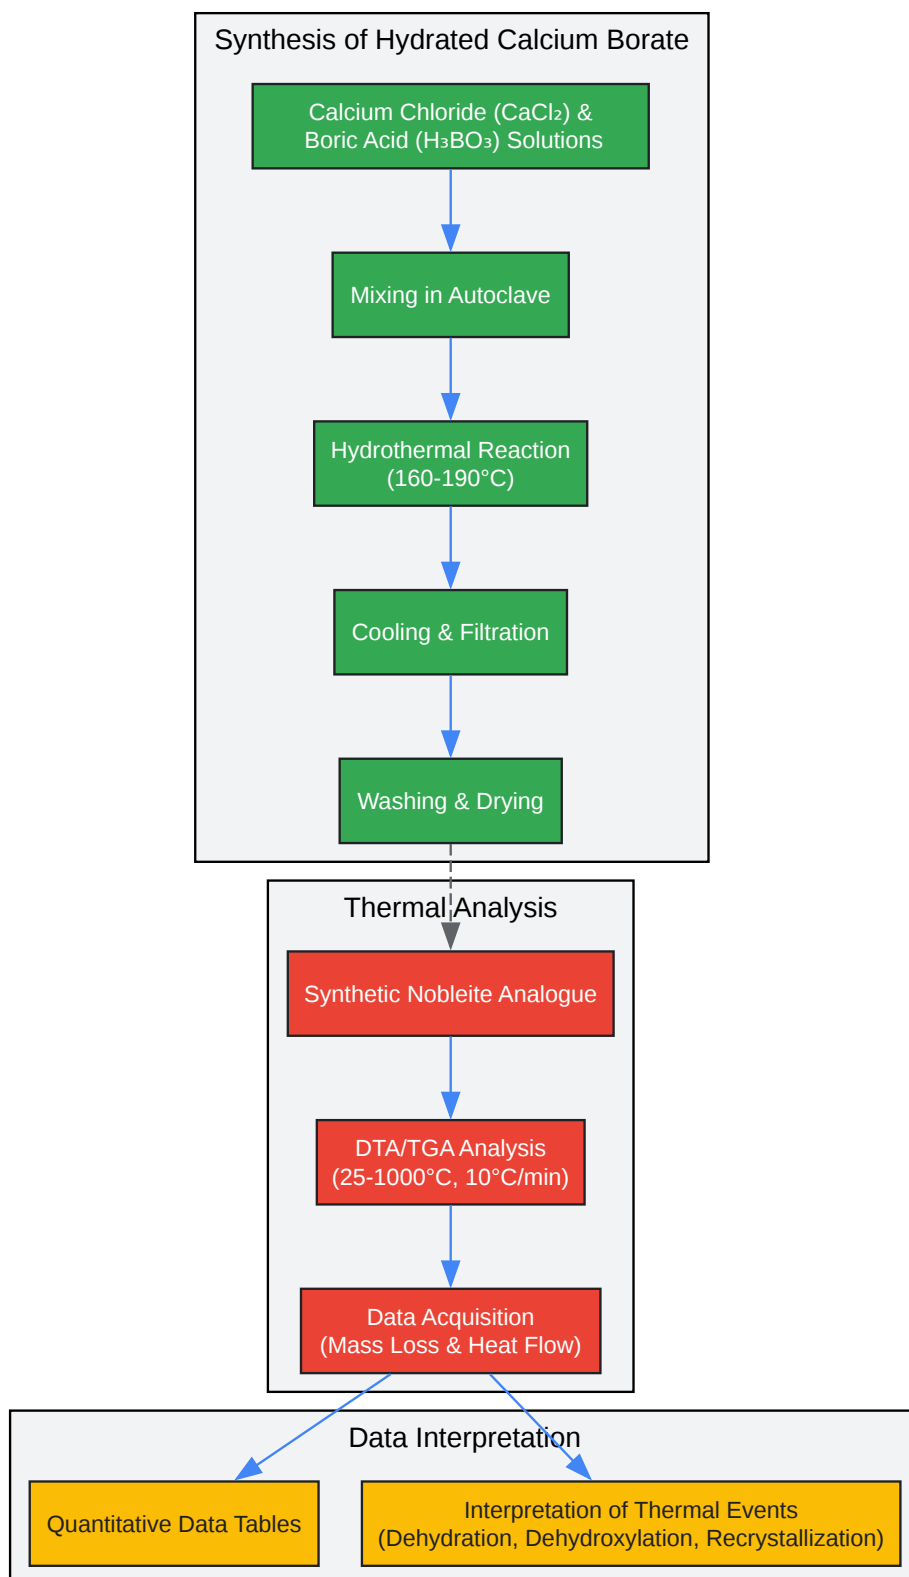 Synthesis of Hydrated Calcium Borate
Calcium Chloride (CaCl₂) &
Boric Acid (H₃BO₃) Solutions
Mixing in Autoclave
Hydrothermal Reaction
(160-190°C)
Cooling & Filtration
Washing & Drying
Thermal Analysis
Synthetic Nobleite Analogue
DTA/TGA Analysis
(25-1000°C, 10°C/min)
Data Acquisition
(Mass Loss & Heat Flow)
Data Interpretation
Quantitative Data Tables
Interpretation of Thermal Events
(Dehydration, Dehydroxylation, Recrystallization)